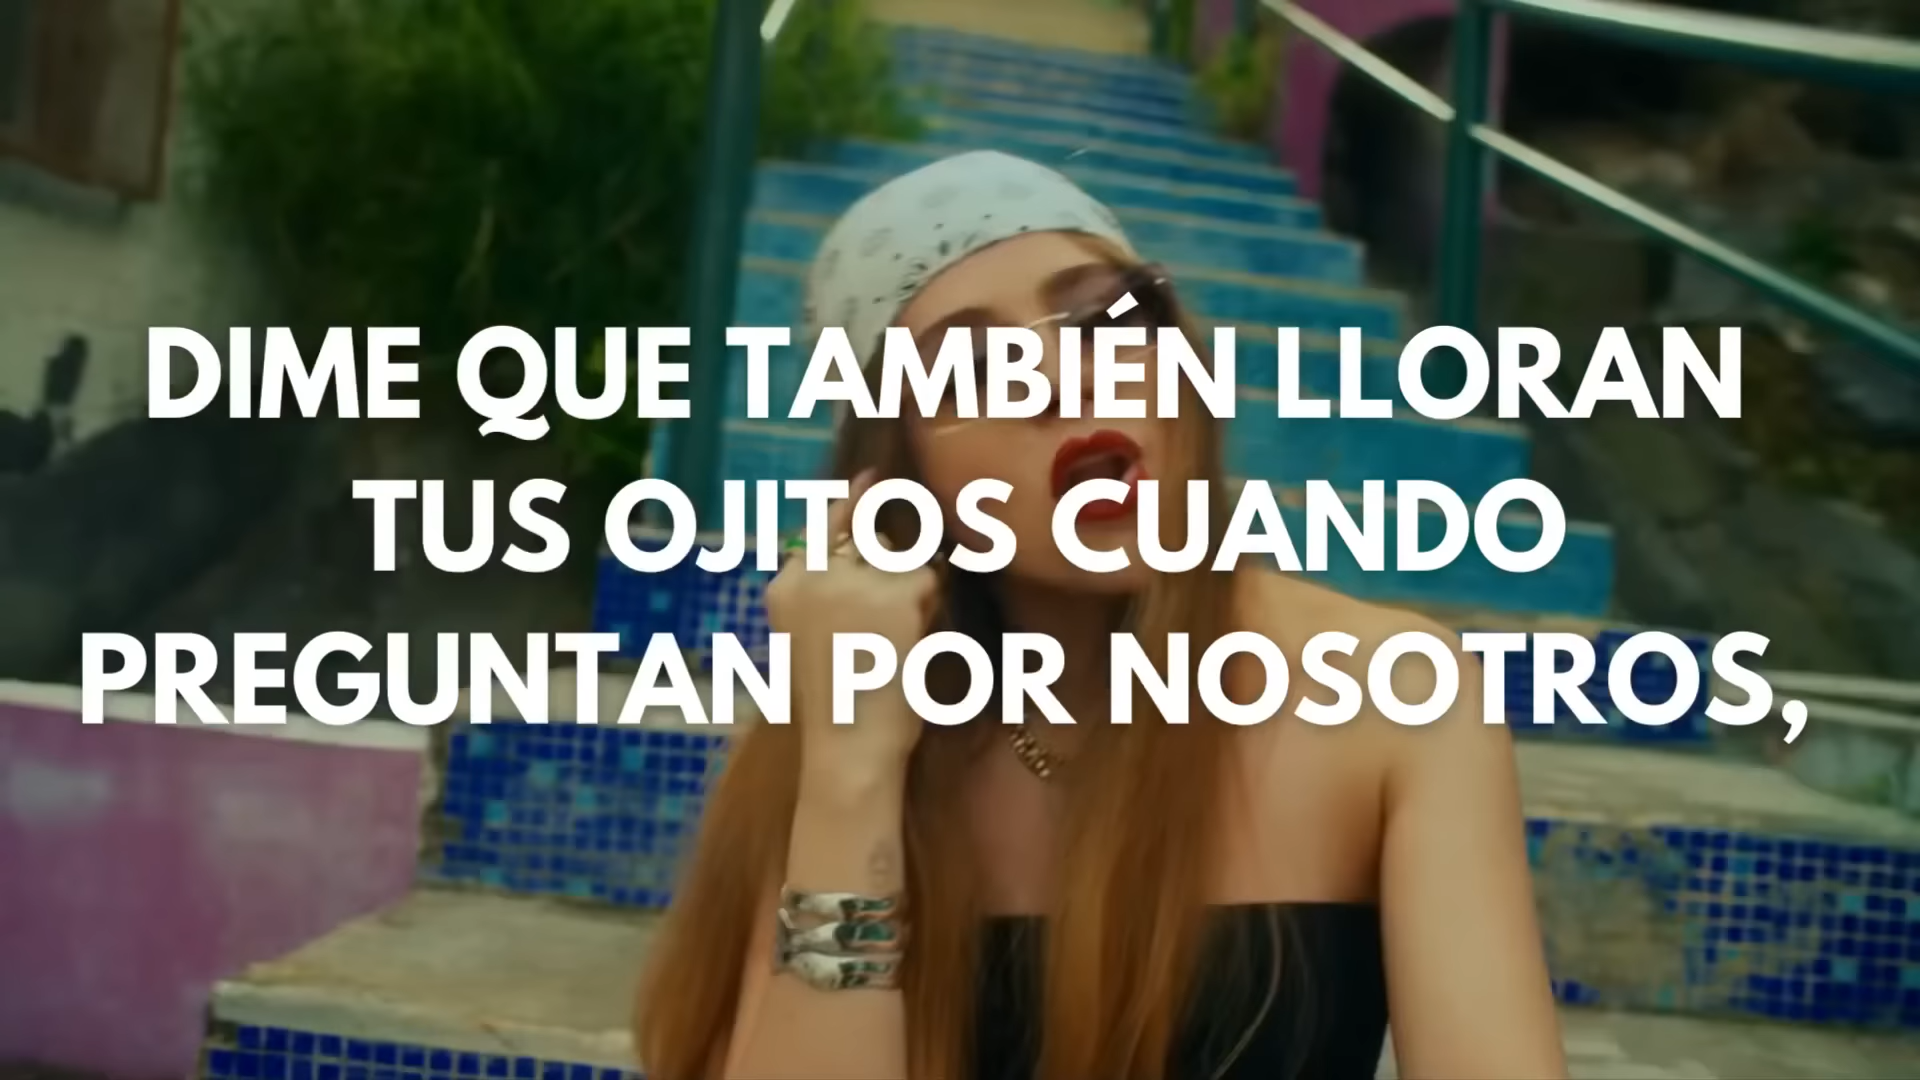 DIME QUE TAMBIÉN LLORAN
TUS OJITOS CUANDO
PREGUNTAN POR NOSOTROS,